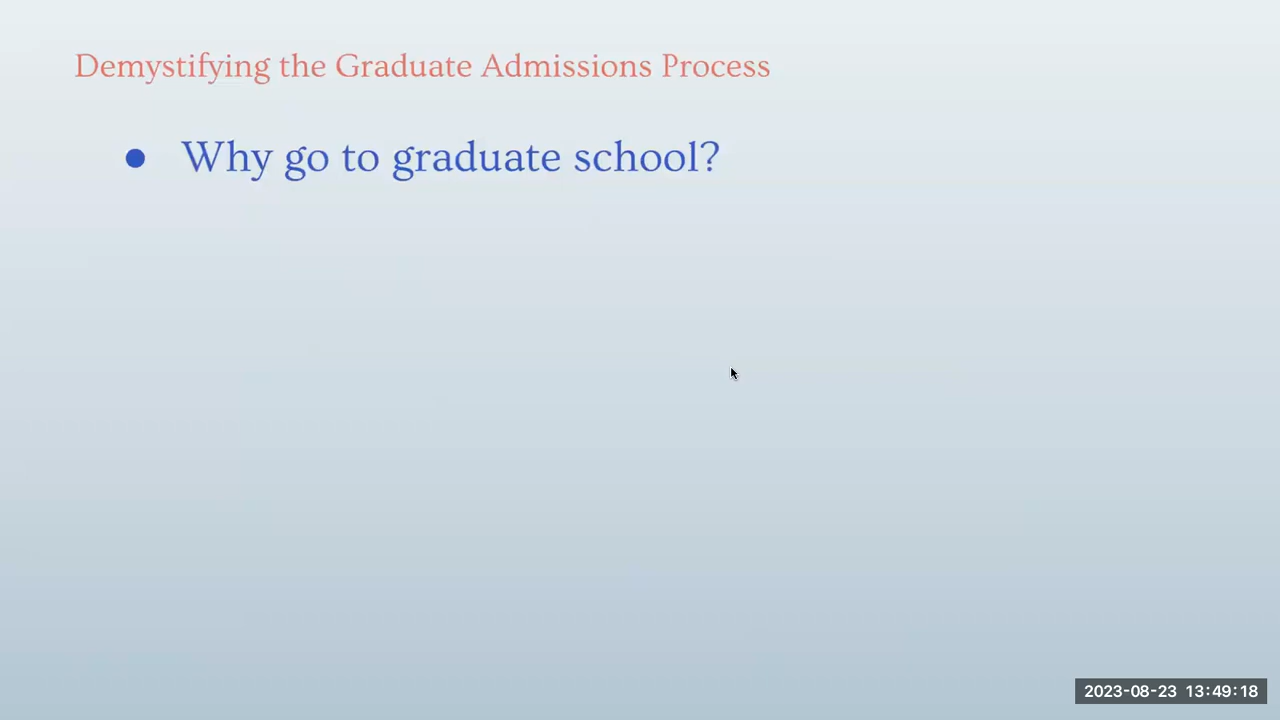 Demystifying the Graduate Admissions Process
● Why go to graduate school?
2023-08-23 13:49:18